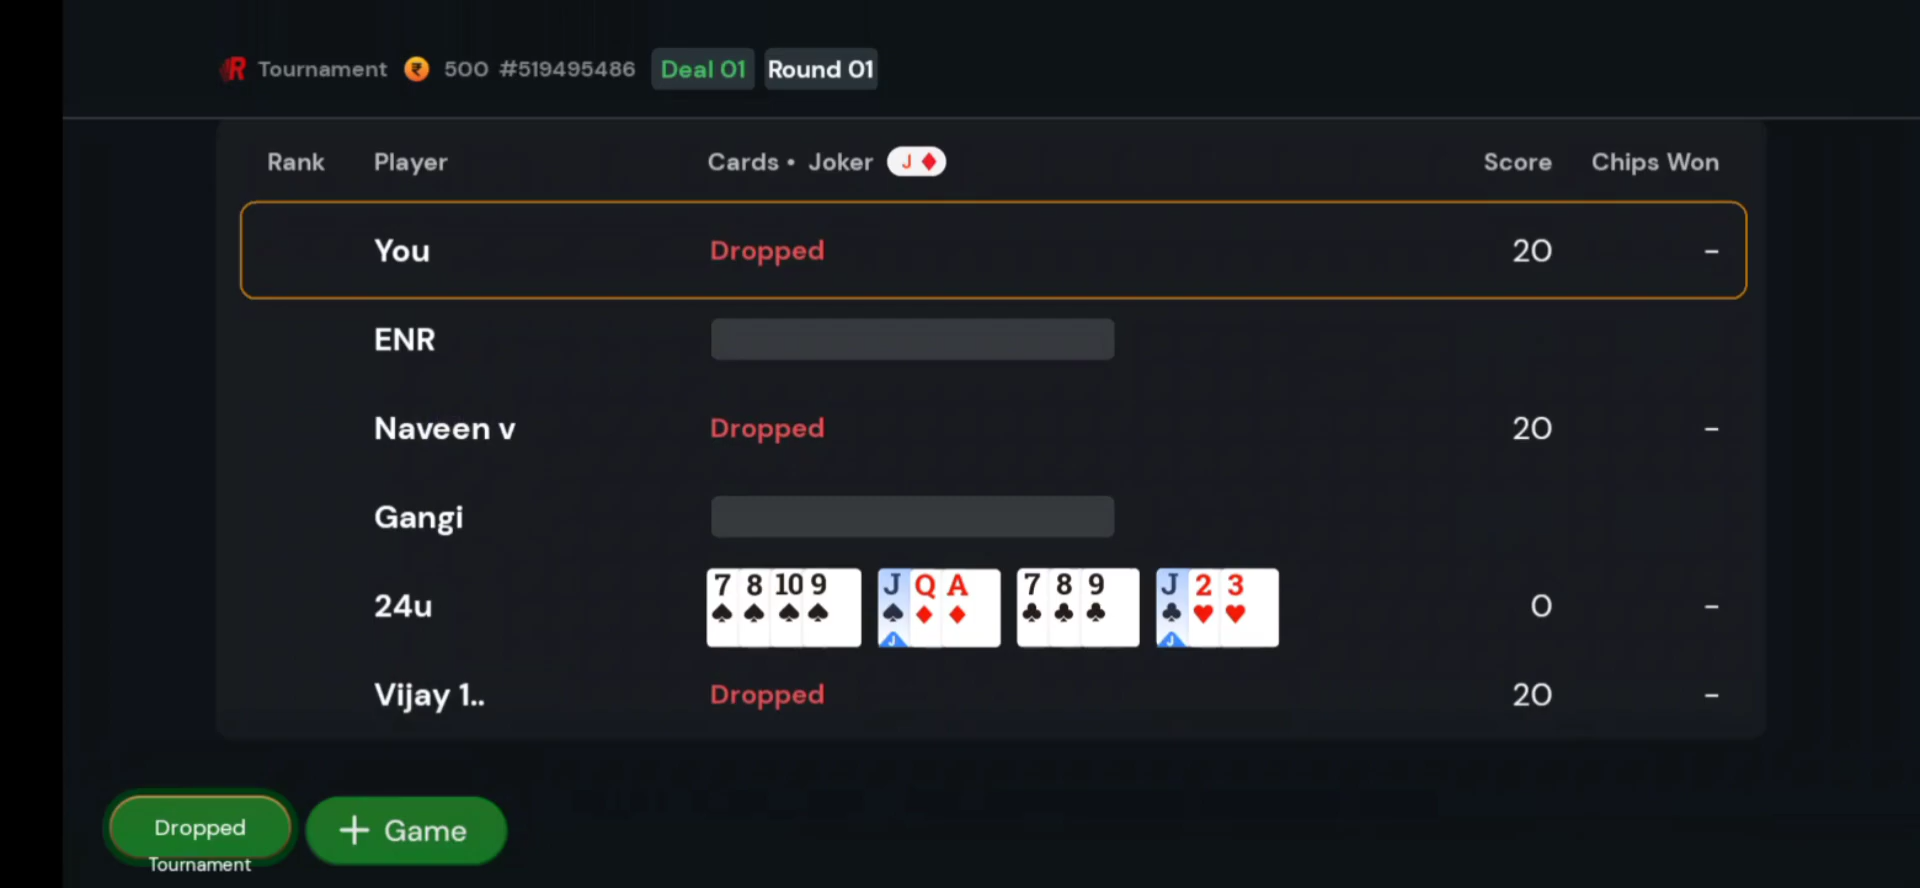 R Tournament ₹ 500 #519495486 Deal 01 Round 01
Rank Player Cards • Joker J♦ Score Chips Won
You Dropped 20 -
ENR
Naveen v Dropped 20 -
Gangi
24u 7♠ 8♠ 10♠ 9♠ J♠ J Q♦ A♦ 7♣ 8♣ 9♣ J♣ J 2♥ 3♥ 0 -
Vijay 1.. Dropped 20 -
Dropped + Game
Tournament